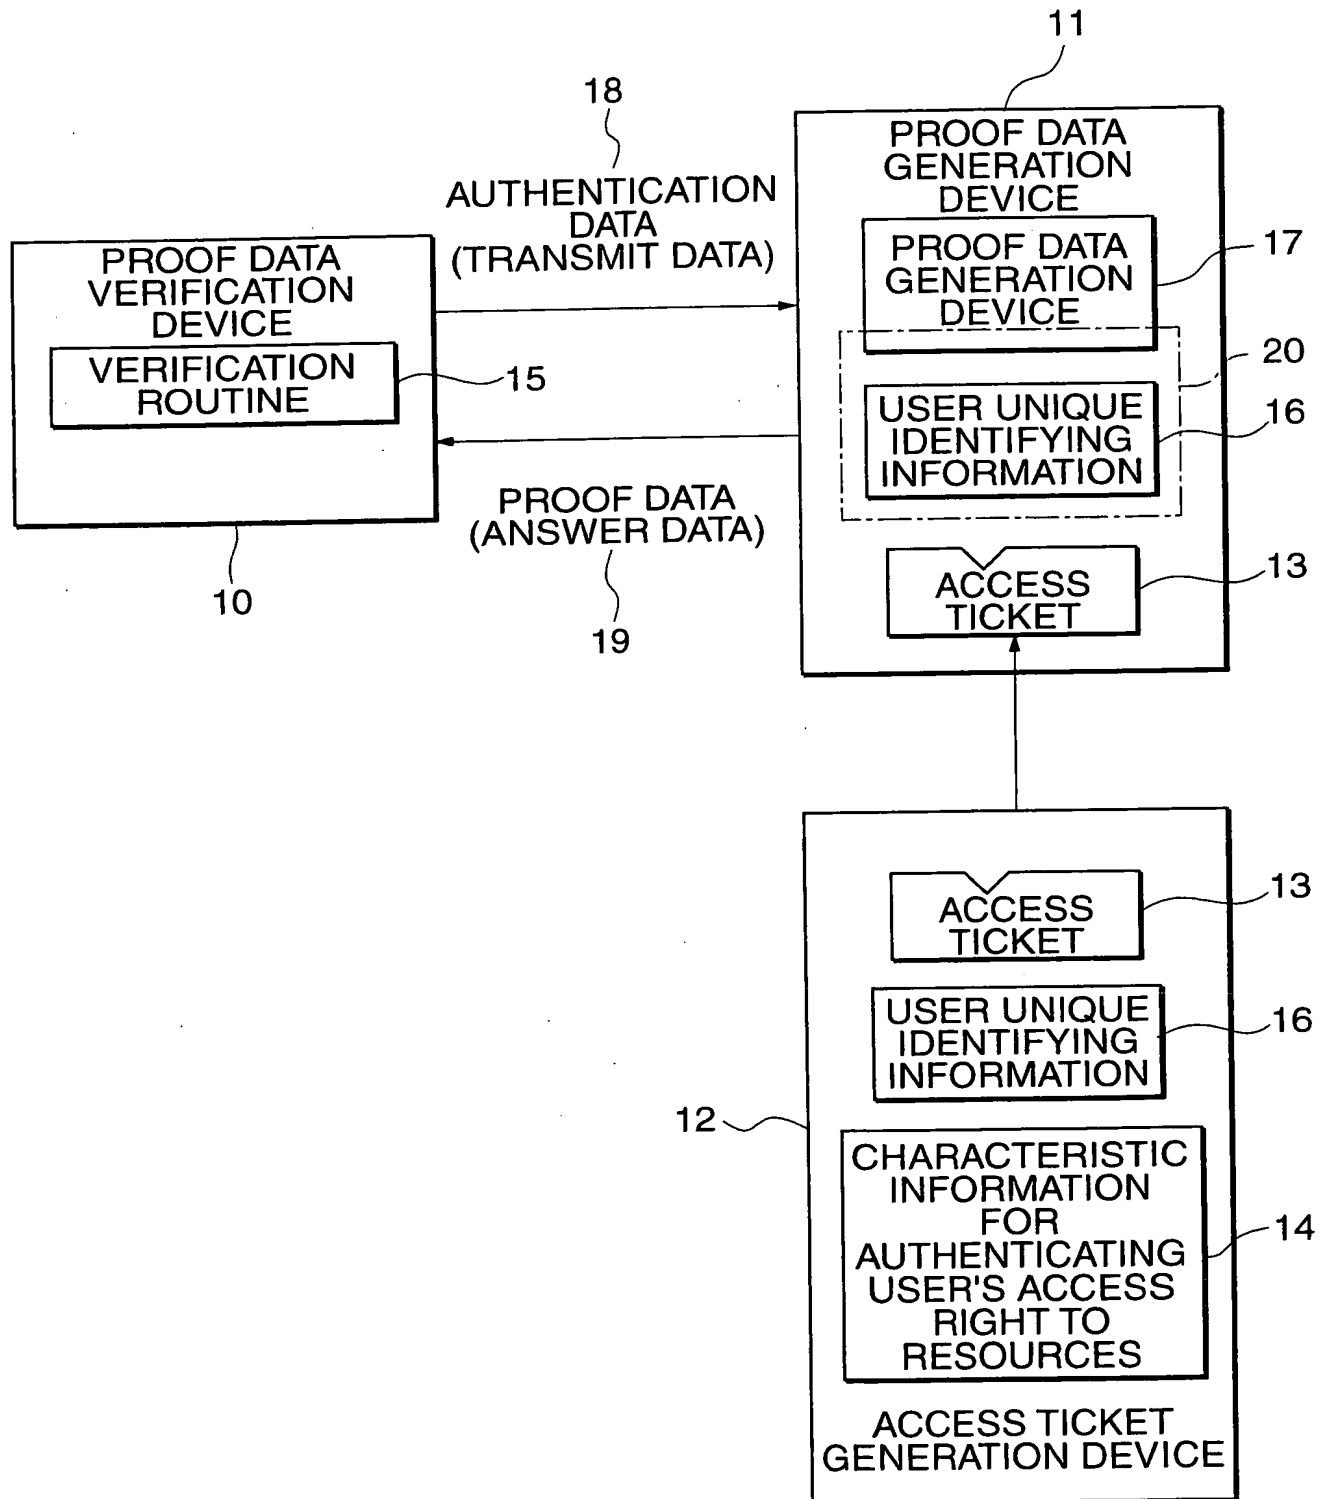 11
18
PROOF DATA
GENERATION
DEVICE
AUTHENTICATION
DATA
(TRANSMIT DATA)
PROOF DATA
GENERATION
DEVICE
17
PROOF DATA
VERIFICATION
DEVICE
20
VERIFICATION
ROUTINE
15
USER UNIQUE
IDENTIFYING
INFORMATION
16
PROOF DATA
(ANSWER DATA)
10
19
ACCESS
TICKET
13
ACCESS
TICKET
13
USER UNIQUE
IDENTIFYING
INFORMATION
16
12
CHARACTERISTIC
INFORMATION
FOR
AUTHENTICATING
USER'S ACCESS
RIGHT TO
RESOURCES
14
ACCESS TICKET
GENERATION DEVICE